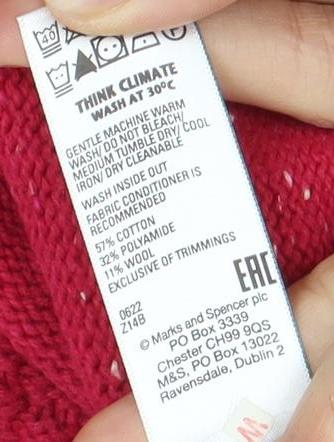 40
THINK CLIMATE
WASH AT 30°C
GENTLE MACHINE WARM
WASH/ DO NOT BLEACH/
MEDIUM TUMBLE DRY/ COOL
IRON/ DRY CLEANABLE
WASH INSIDE OUT
FABRIC CONDITIONER IS
RECOMMENDED
57% COTTON
32% POLYAMIDE
11% WOOL
EXCLUSIVE OF TRIMMINGS
EAC
0622
Z14B
© Marks and Spencer plc
PO Box 3339
Chester CH99 9QS
M&S, PO Box 13022
Ravensdale, Dublin 2